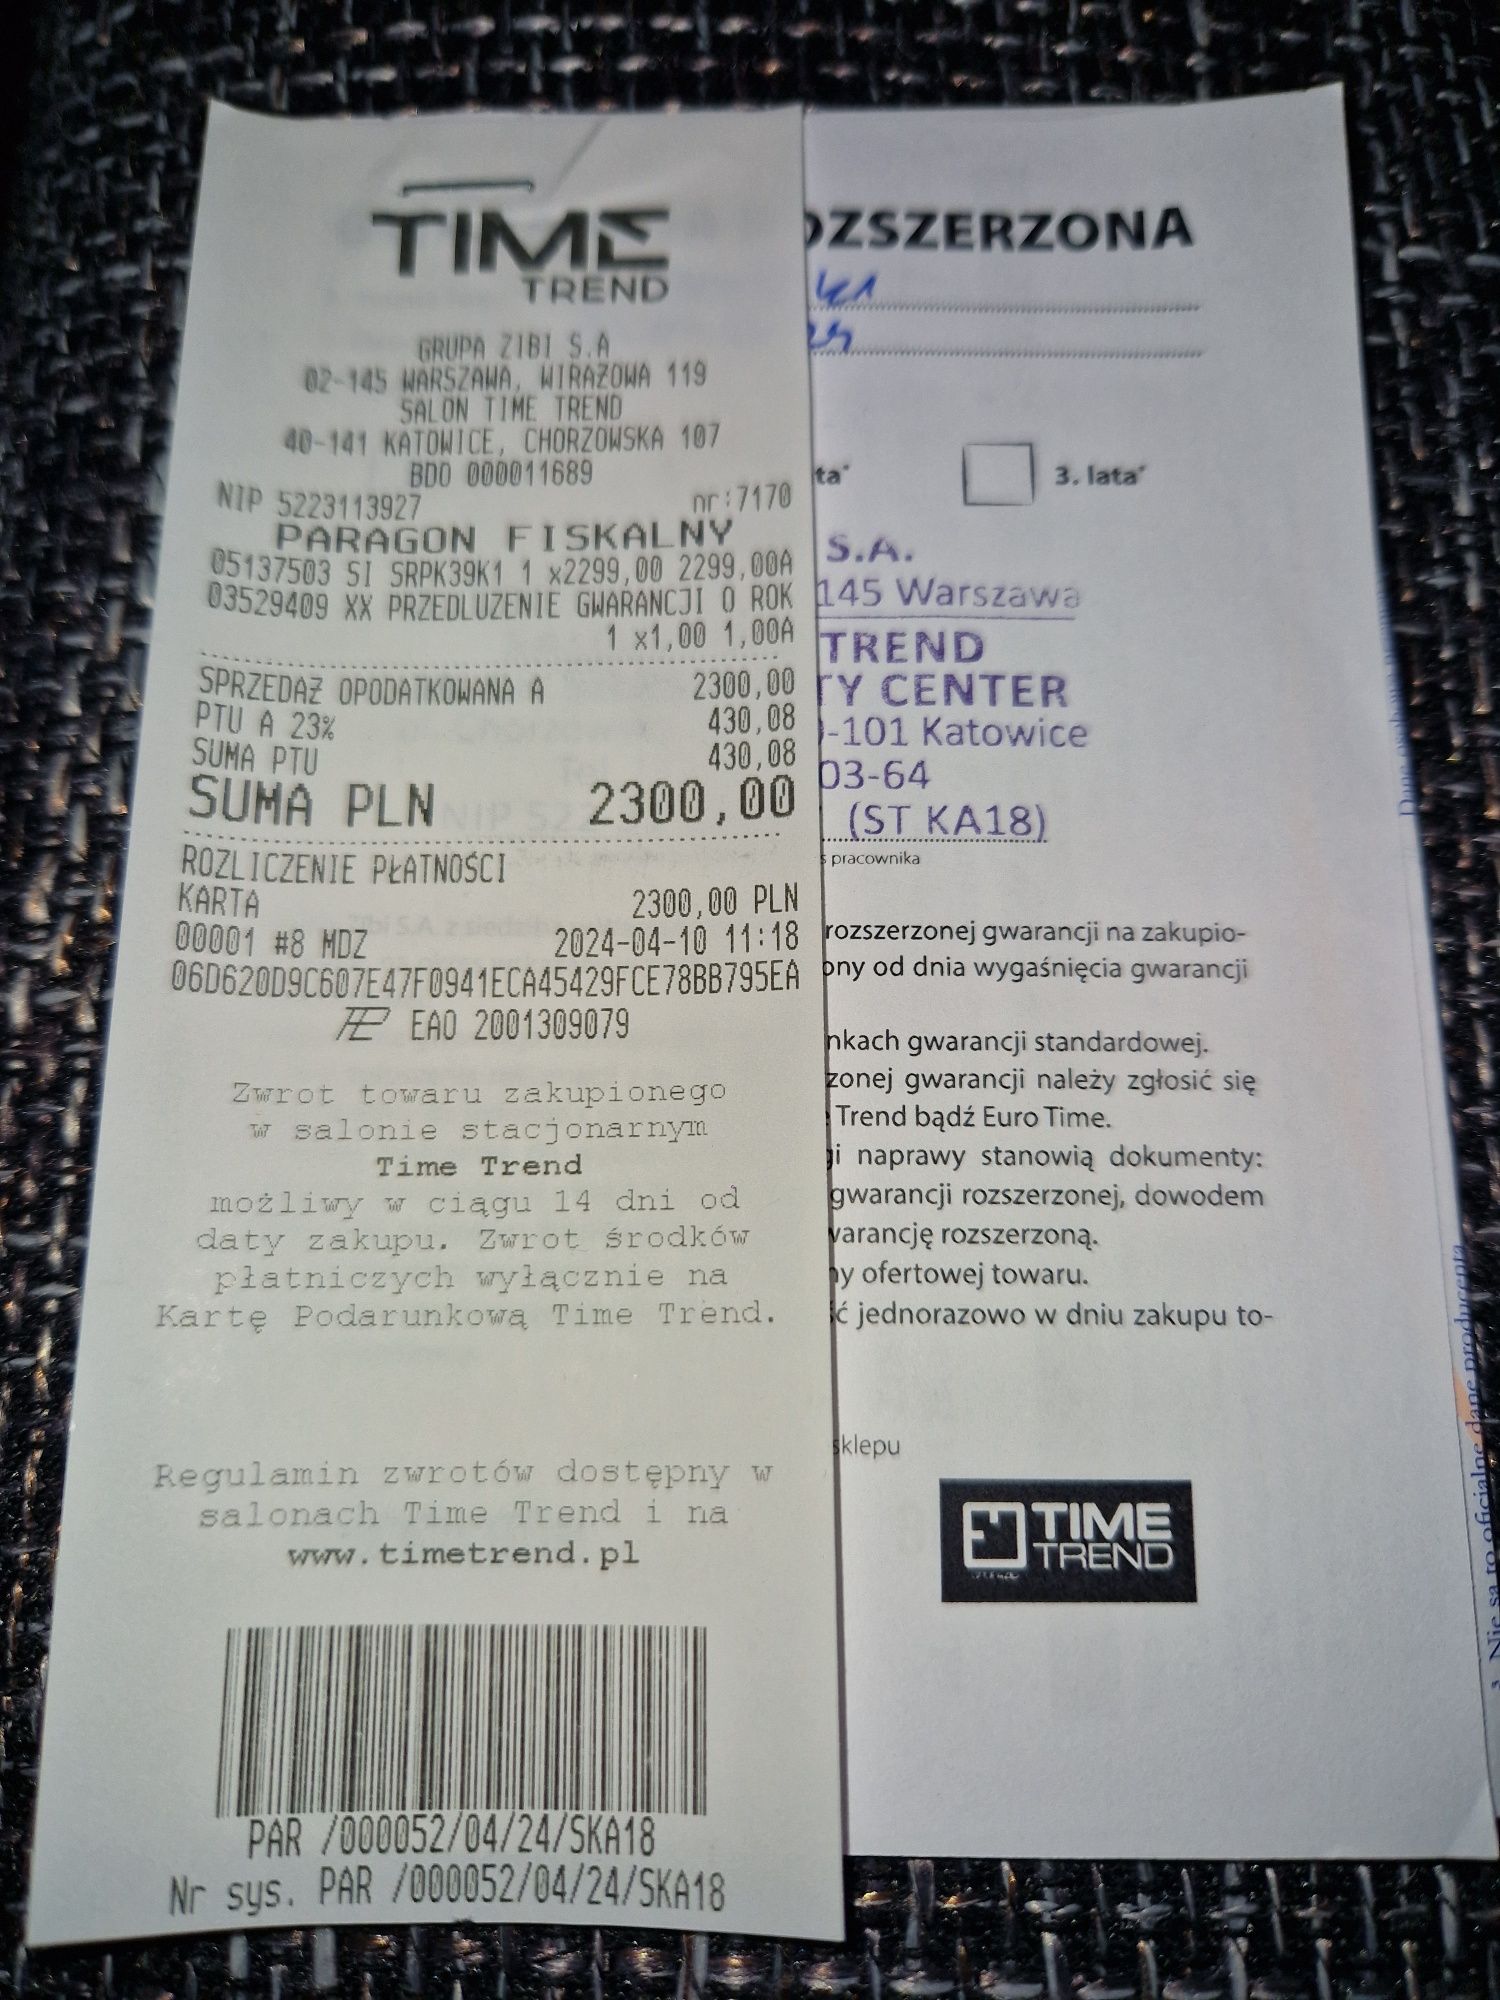 TIME
TREND
GRUPA ZIBI S.A
02-145 WARSZAWA, WIRAŻOWA 119
SALON TIME TREND
40-141 KATOWICE, CHORZOWSKA 107
BDO 000011689
NIP 5223113927 nr:7170
PARAGON FISKALNY
05137503 SI SRPK39K1 1 x2299,00 2299,00A
03529409 XX PRZEDLUZENIE GWARANCJI O ROK
1 x1,00 1,00A
SPRZEDAŻ OPODATKOWANA A 2300,00
PTU A 23% 430,08
SUMA PTU 430,08
SUMA PLN 2300,00
ROZLICZENIE PŁATNOŚCI
KARTA 2300,00 PLN
00001 #8 MDZ 2024-04-10 11:18
06D620D9C607E47F0941ECA45429FCE78BB795EA
EAO 2001309079
Zwrot towaru zakupionego
w salonie stacjonarnym
Time Trend
możliwy w ciągu 14 dni od
daty zakupu. Zwrot środków
płatniczych wyłącznie na
Kartę Podarunkową Time Trend.
Regulamin zwrotów dostępny w
salonach Time Trend i na
www.timetrend.pl
PAR /000052/04/24/SKA18
Nr sys. PAR /000052/04/24/SKA18
OZSZERZONA
ta*
3. lata*
S.A.
145 Warszawa
TREND
TY CENTER
-101 Katowice
03-64
(ST KA18)
pracownika
rozszerzonej gwarancji na zakupio-
ony od dnia wygaśnięcia gwarancji
nkach gwarancji standardowej.
zonej gwarancji należy zgłosić się
Trend bądź Euro Time.
gi naprawy stanowią dokumenty:
gwarancji rozszerzonej, dowodem
warancję rozszerzoną.
ny ofertowej towaru.
ć jednorazowo w dniu zakupu to-
sklepu
TIME
TREND
Nie są to oficjalne dane producenta